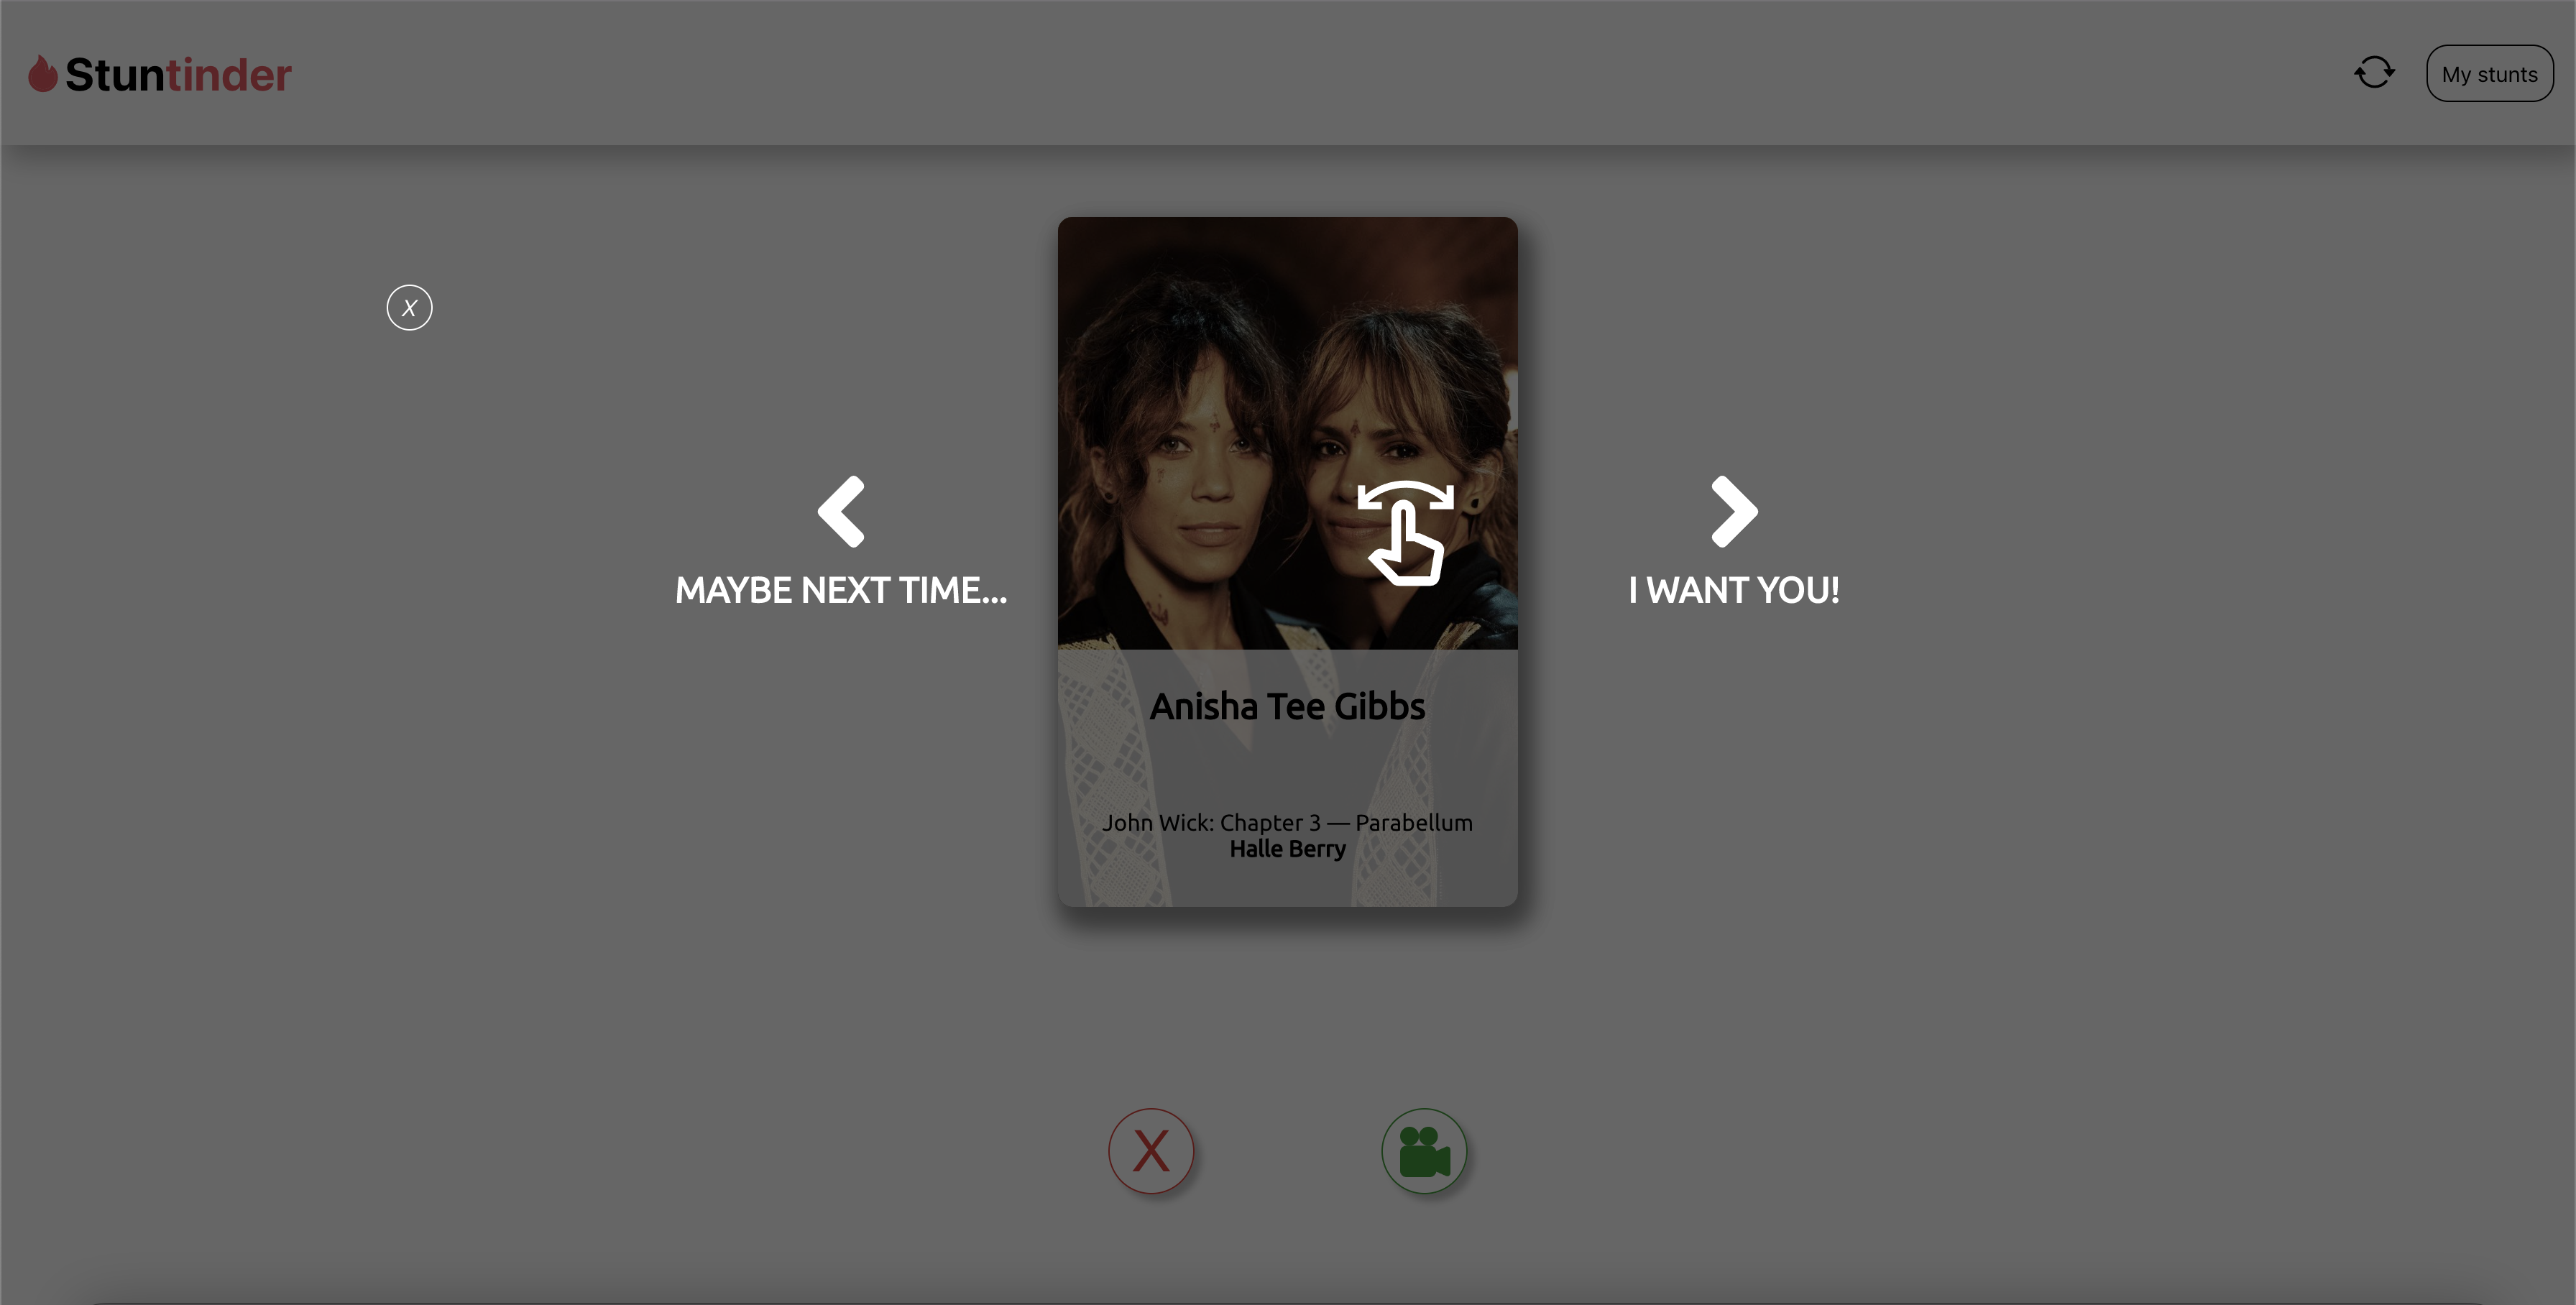 Stuntinder
My stunts
X
MAYBE NEXT TIME...
I WANT YOU!
Anisha Tee Gibbs
John Wick: Chapter 3 — Parabellum
Halle Berry
X